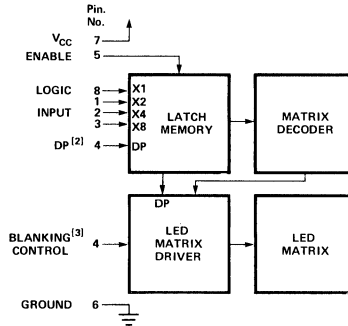 Pin.
No.
VCC 7
ENABLE 5
LOGIC 8 X1
1 X2
INPUT 2 X4
3 X8
DP[2] 4 DP
LATCH
MEMORY
MATRIX
DECODER
DP
BLANKING[3]
CONTROL 4
LED
MATRIX
DRIVER
LED
MATRIX
GROUND 6